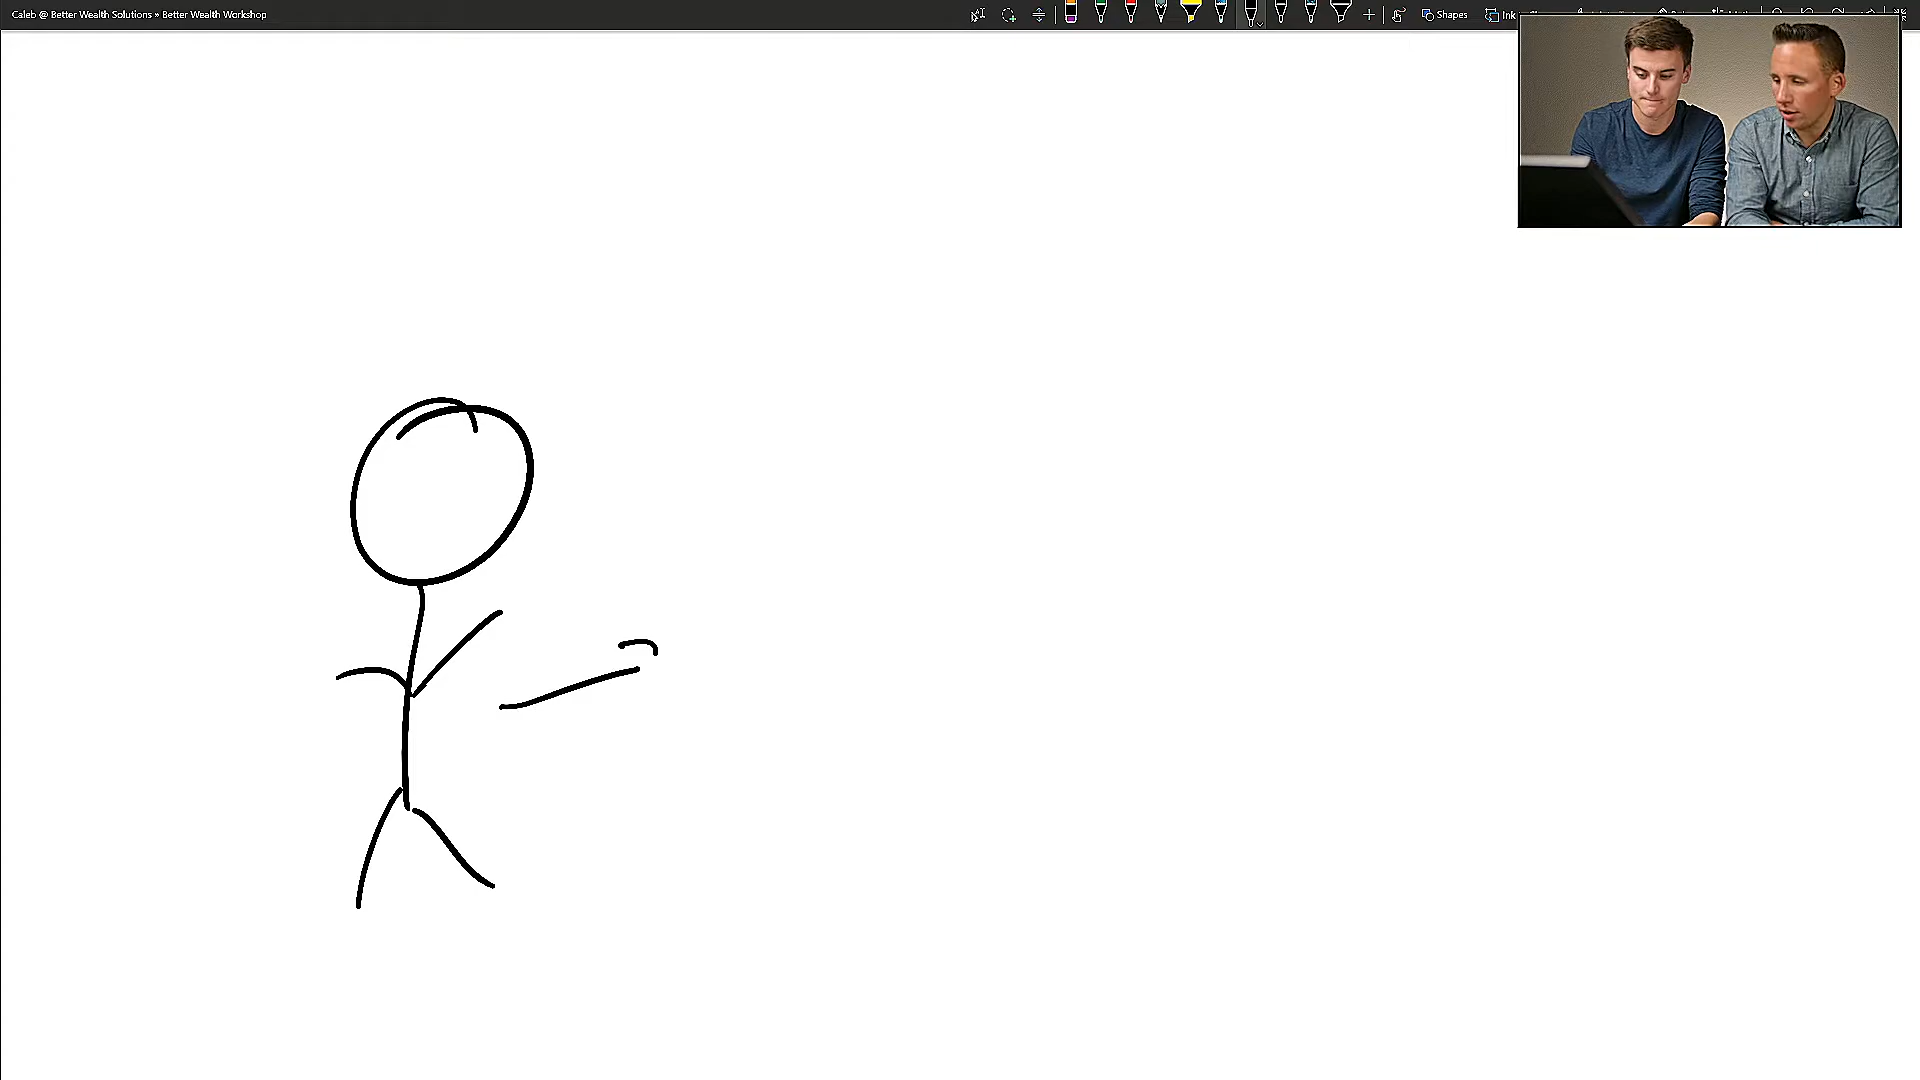 Caleb @ Better Wealth Solutions » Better Wealth Workshop
Shapes
Ink